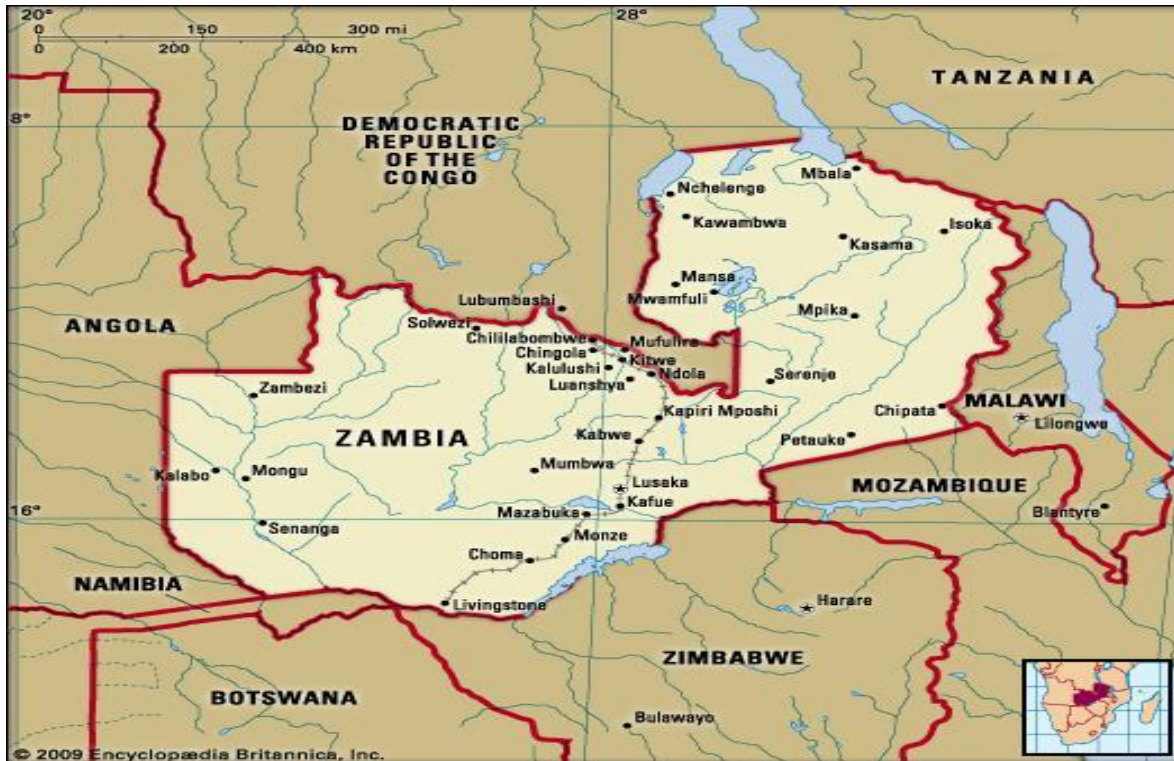 20°
28°
0 150 300 mi
0 200 400 km
TANZANIA
8°
DEMOCRATIC
REPUBLIC
OF THE
CONGO
Mbala
Nchelenge
Kawambwa
Isoka
Kasama
Mansa
Mwamfuli
Lubumbashi
Mpika
ANGOLA
Solwezi
Chililabombwe
Mufulira
Chingola
Kitwe
Kalulushi
Ndola
Luanshya
Serenje
Zambezi
MALAWI
Chipata
Kapiri Mposhi
Lilongwe
ZAMBIA
Kabwe
Petauke
Kalabo
Mongu
Mumbwa
Lusaka
MOZAMBIQUE
Kafue
Mazabuka
Blantyre
16°
Senanga
Monze
Choma
NAMIBIA
Livingstone
Harare
ZIMBABWE
BOTSWANA
Bulawayo
© 2009 Encyclopædia Britannica, Inc.